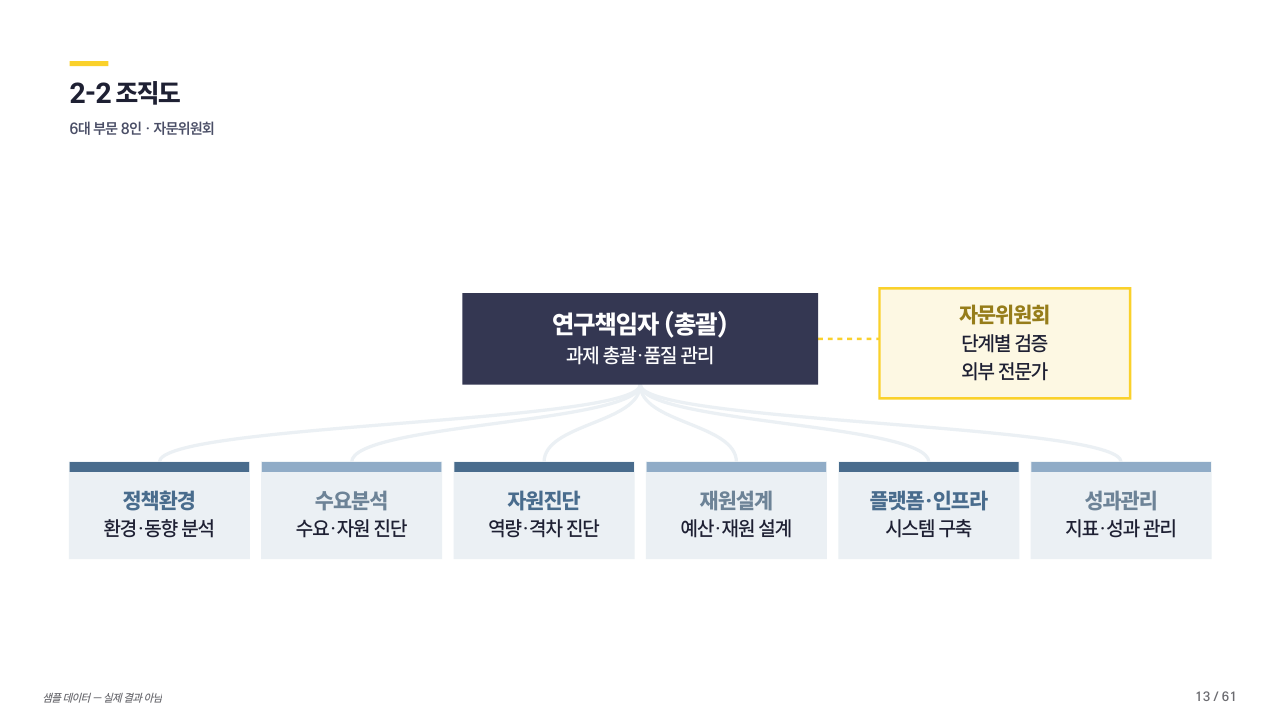 2-2 조직도
6대 부문 8인 · 자문위원회
연구책임자 (총괄)
과제 총괄·품질 관리
자문위원회
단계별 검증
외부 전문가
정책환경
환경·동향 분석
수요분석
수요·자원 진단
자원진단
역량·격차 진단
재원설계
예산·재원 설계
플랫폼·인프라
시스템 구축
성과관리
지표·성과 관리
샘플 데이터 — 실제 결과 아님
13 / 61